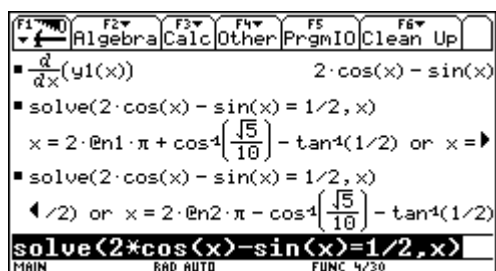 F1 F2▾ F3▾ F4▾ F5 F6▾
Algebra Calc Other PrgmIO Clean Up
■ d/dx(y1(x)) 2·cos(x) – sin(x)
■ solve(2·cos(x) – sin(x) = 1/2, x)
x = 2·@n1·π + cos⁻¹(√5/10) – tan⁻¹(1/2) or x = ▶
■ solve(2·cos(x) – sin(x) = 1/2, x)
◀ /2) or x = 2·@n2·π – cos⁻¹(√5/10) – tan⁻¹(1/2)
solve(2*cos(x)-sin(x)=1/2,x)
MAIN RAD AUTO FUNC 4/30